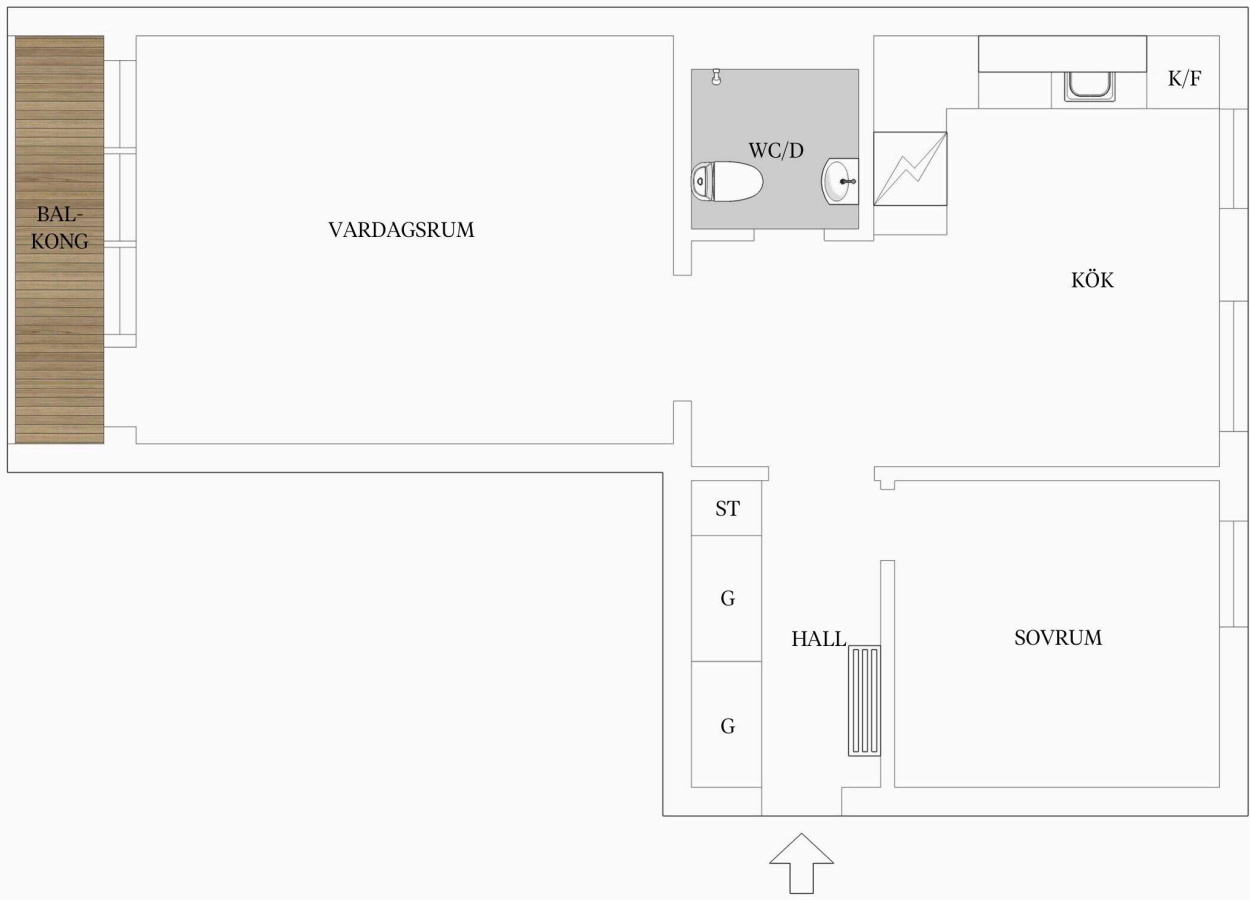 K/F
WC/D
BAL-
KONG
VARDAGSRUM
KÖK
ST
G
HALL
SOVRUM
G